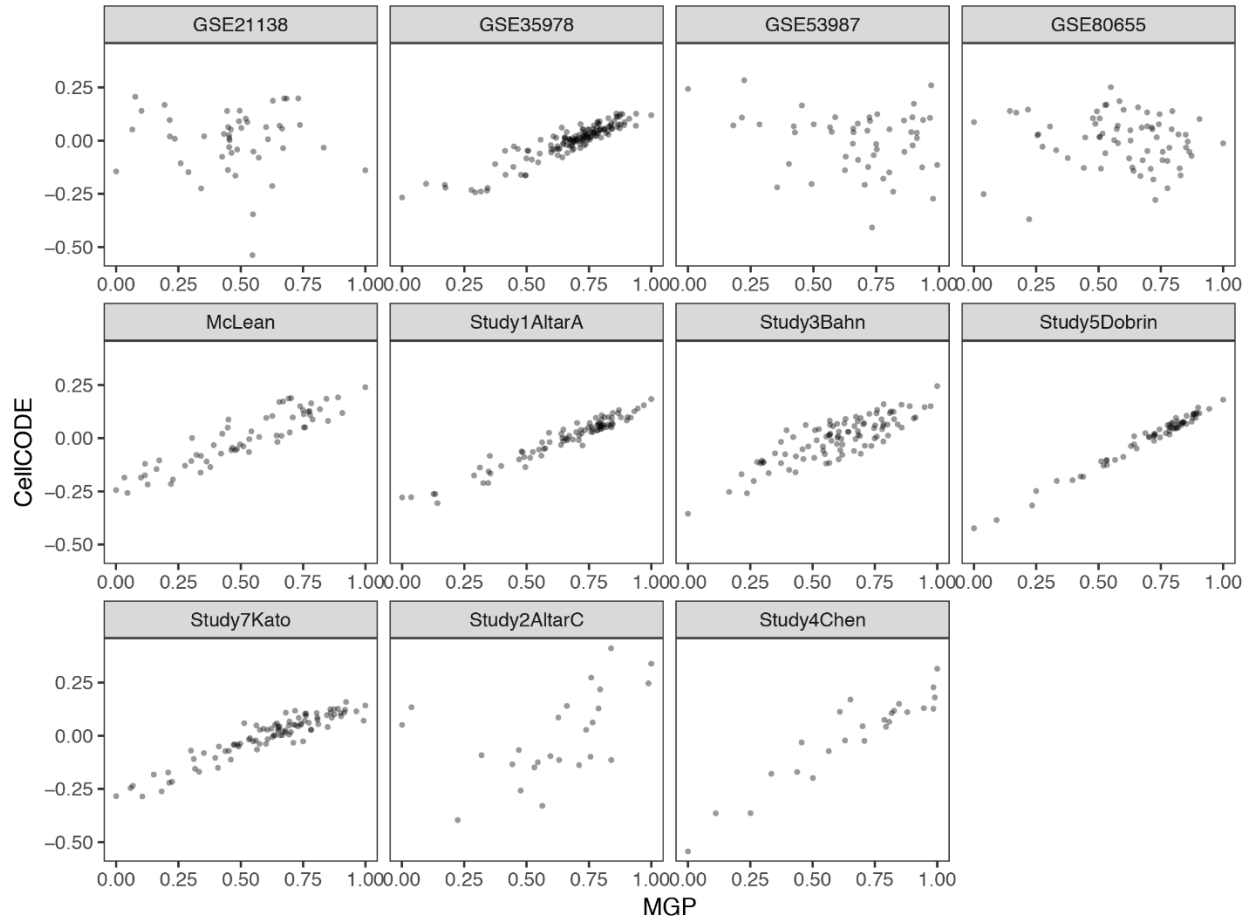 GSE21138 GSE35978 GSE53987 GSE80655
0.25
0.00
−0.25
−0.50
0.00 0.25 0.50 0.75 1.00 0.00 0.25 0.50 0.75 1.00 0.00 0.25 0.50 0.75 1.00 0.00 0.25 0.50 0.75 1.00
McLean Study1AltarA Study3Bahn Study5Dobrin
0.25
0.00
−0.25
−0.50
CellCODE
0.00 0.25 0.50 0.75 1.00 0.00 0.25 0.50 0.75 1.00 0.00 0.25 0.50 0.75 1.00 0.00 0.25 0.50 0.75 1.00
Study7Kato Study2AltarC Study4Chen
0.25
0.00
−0.25
−0.50
0.00 0.25 0.50 0.75 1.00 0.00 0.25 0.50 0.75 1.00 0.00 0.25 0.50 0.75 1.00
MGP